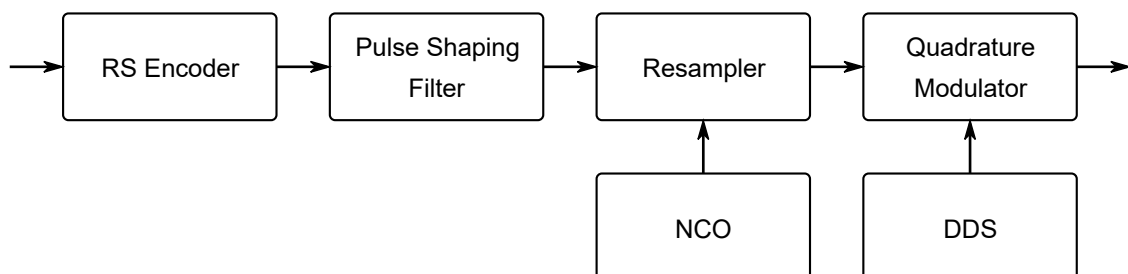 RS Encoder
Pulse Shaping
Filter
Resampler
Quadrature
Modulator
NCO
DDS